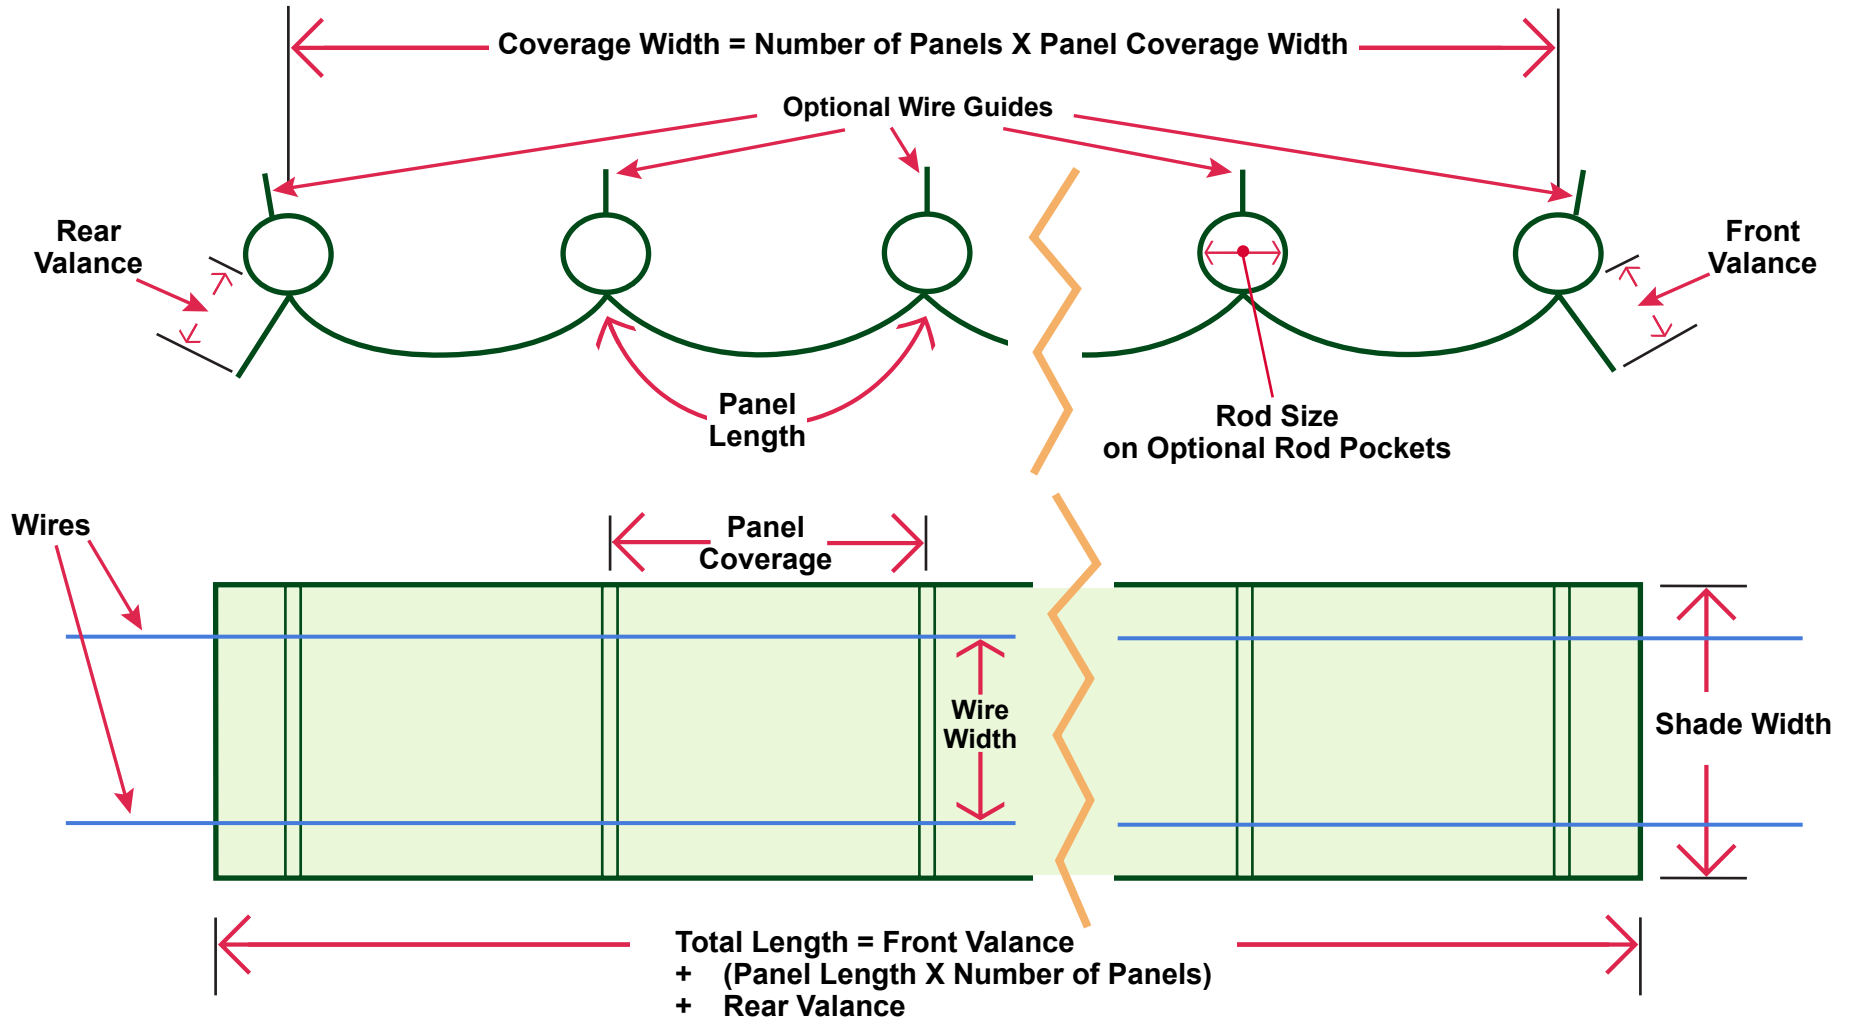 Coverage Width = Number of Panels X Panel Coverage Width
Optional Wire Guides
Rear
Valance
Front
Valance
Panel
Length
Rod Size
on Optional Rod Pockets
Wires
Panel
Coverage
Wire
Width
Shade Width
Total Length = Front Valance
+ (Panel Length X Number of Panels)
+ Rear Valance